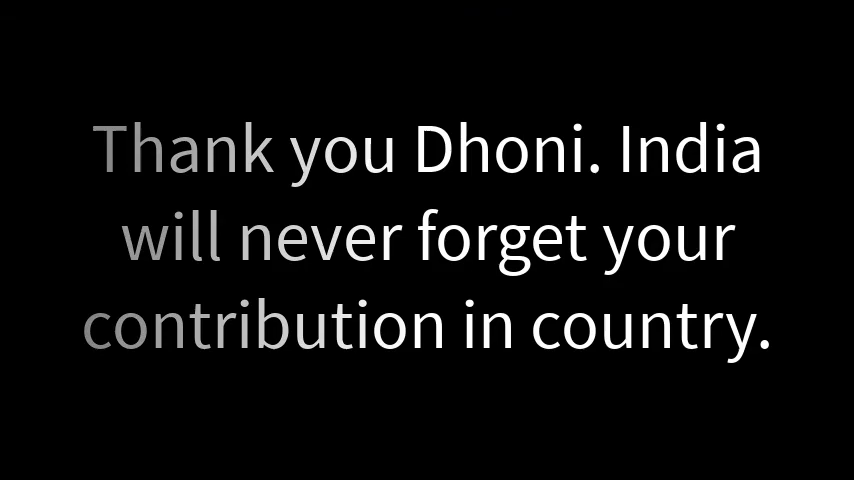 Thank you Dhoni. India
will never forget your
contribution in country.